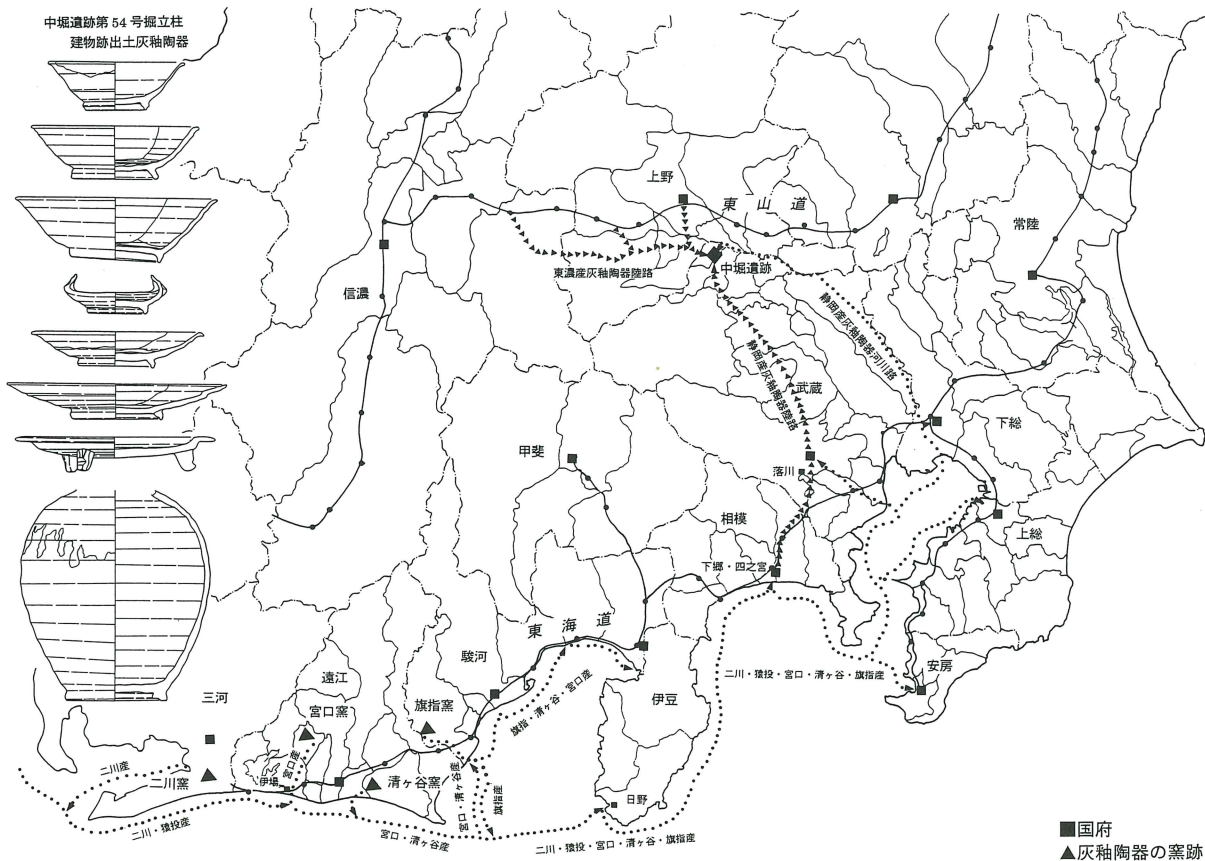 中堀遺跡第54号掘立柱
建物跡出土灰釉陶器
上野
東山道
常陸
東濃産灰釉陶器陸路
中堀遺跡
信濃
静岡産灰釉陶器河川路
静岡産灰釉陶器陸路
武蔵
下総
甲斐
落川
相模
上総
下郷・四之宮
東海道
駿河
安房
二川・猿投・宮口・清ヶ谷・旗指産
伊豆
遠江
三河
宮口窯
旗指窯
旗指・清ヶ谷・宮口産
二川産
二川窯
伊場
宮口産
清ヶ谷窯
宮口・清ヶ谷産
旗指産
日野
二川・猿投産
宮口・清ヶ谷産
二川・猿投・宮口・清ヶ谷・旗指産
■国府
▲灰釉陶器の窯跡